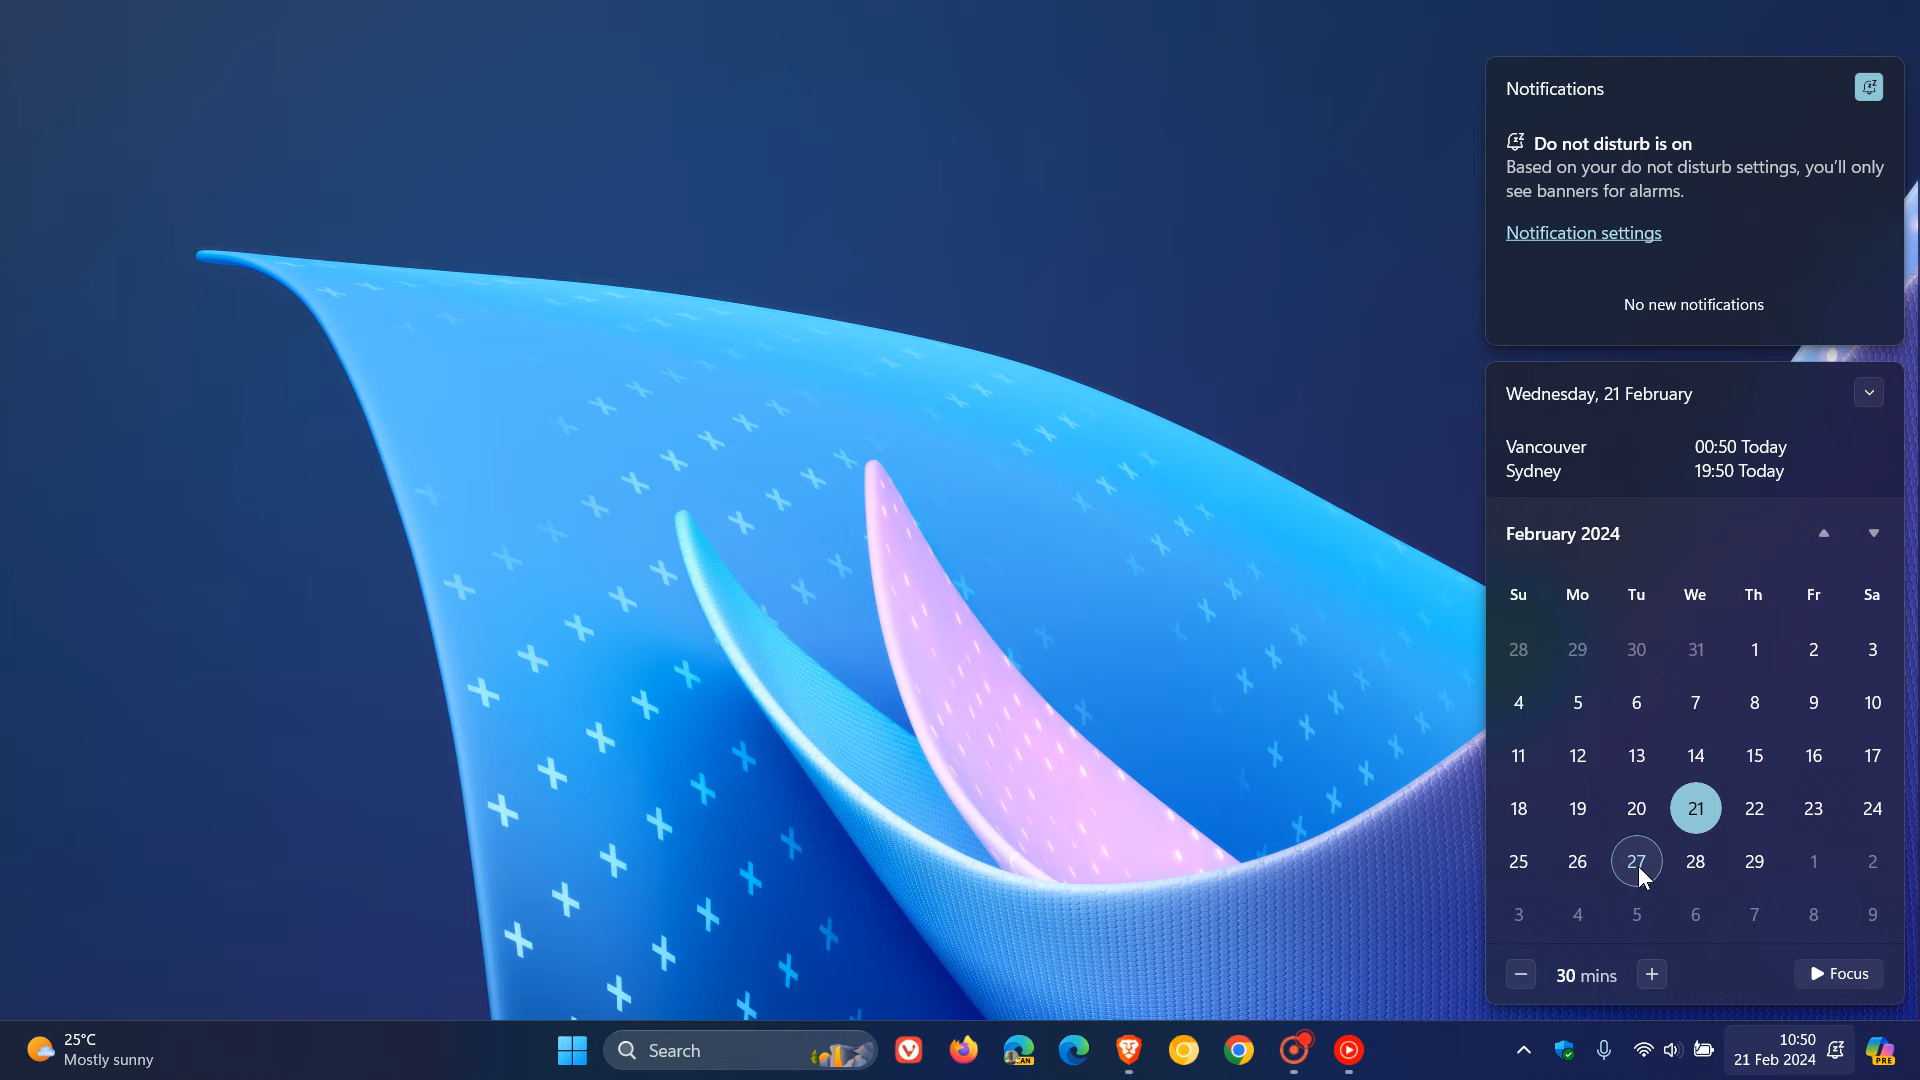 Notifications
Do not disturb is on
Based on your do not disturb settings, you'll only
see banners for alarms.
Notification settings
No new notifications
Wednesday, 21 February
Vancouver 00:50 Today
Sydney 19:50 Today
February 2024
Su Mo Tu We Th Fr Sa
28 29 30 31 1 2 3
4 5 6 7 8 9 10
11 12 13 14 15 16 17
18 19 20 21 22 23 24
25 26 27 28 29 1 2
3 4 5 6 7 8 9
30 mins
Focus
25°C
Mostly sunny
Search
CAN
10:50
21 Feb 2024
PRE